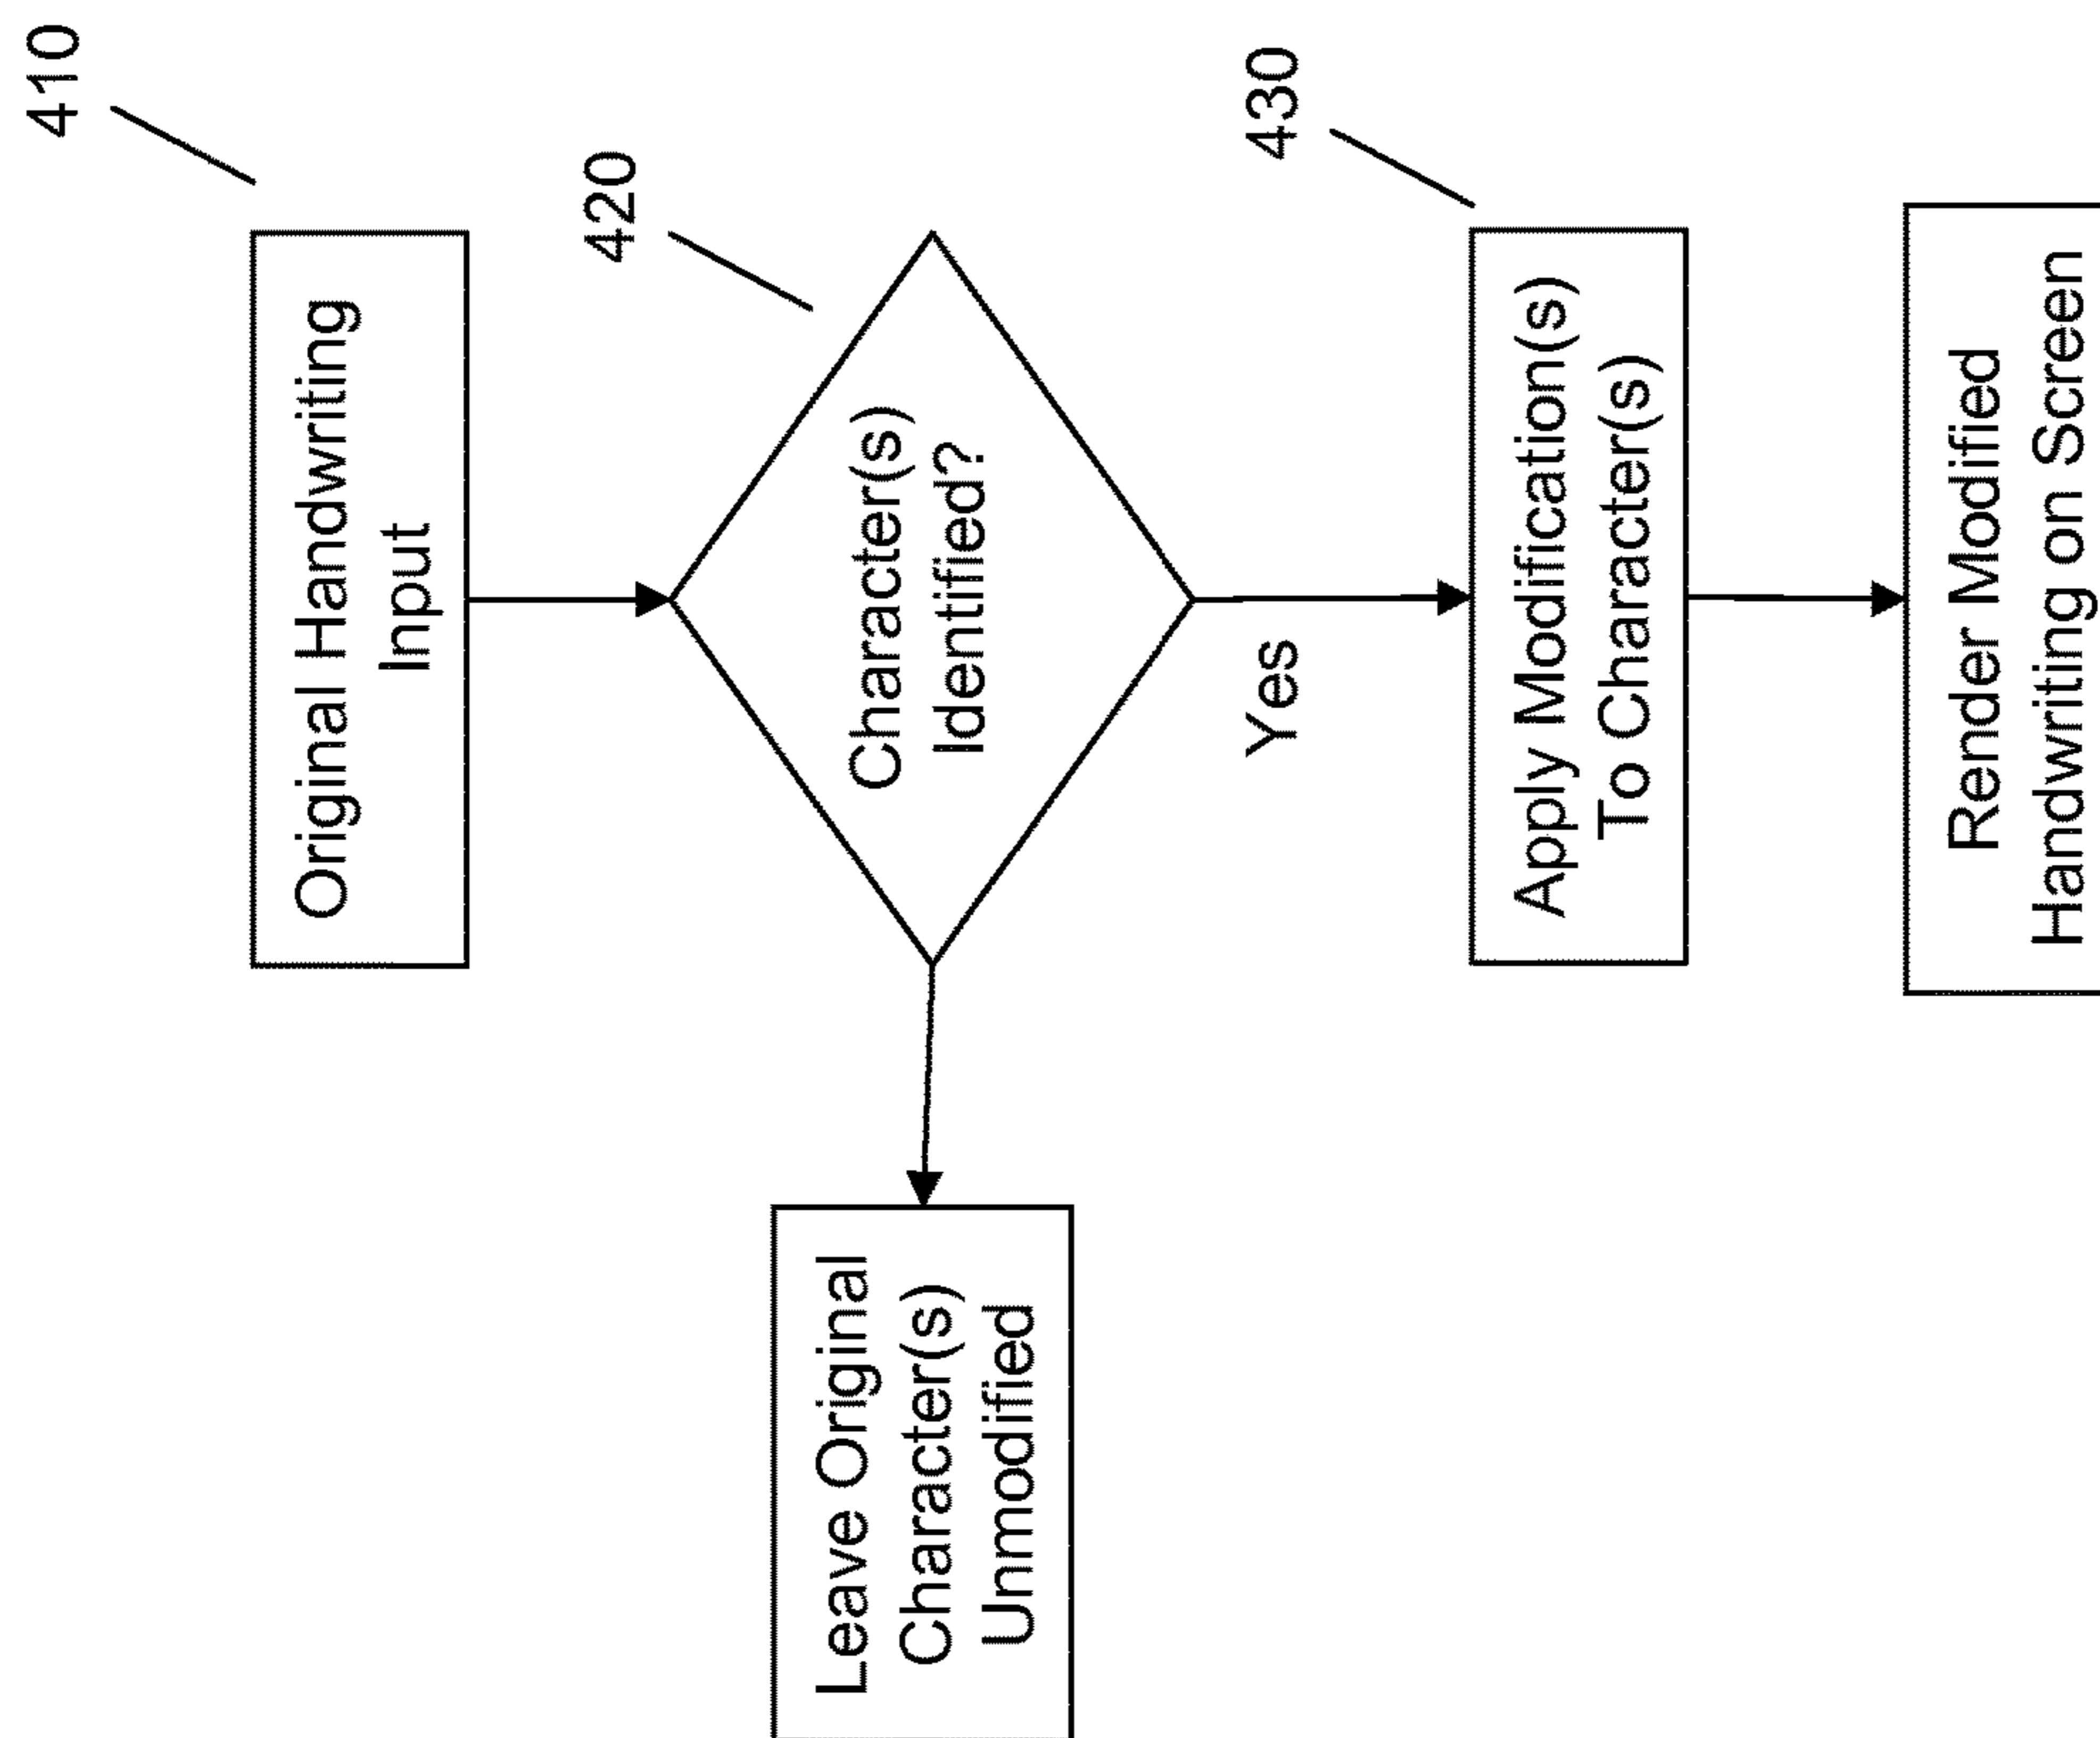 410
Original Handwriting
Input
420
Character(s)
Identified?
Leave Original
Character(s)
Unmodified
Yes
430
Apply Modification(s)
To Character(s)
Render Modified
Handwriting on Screen